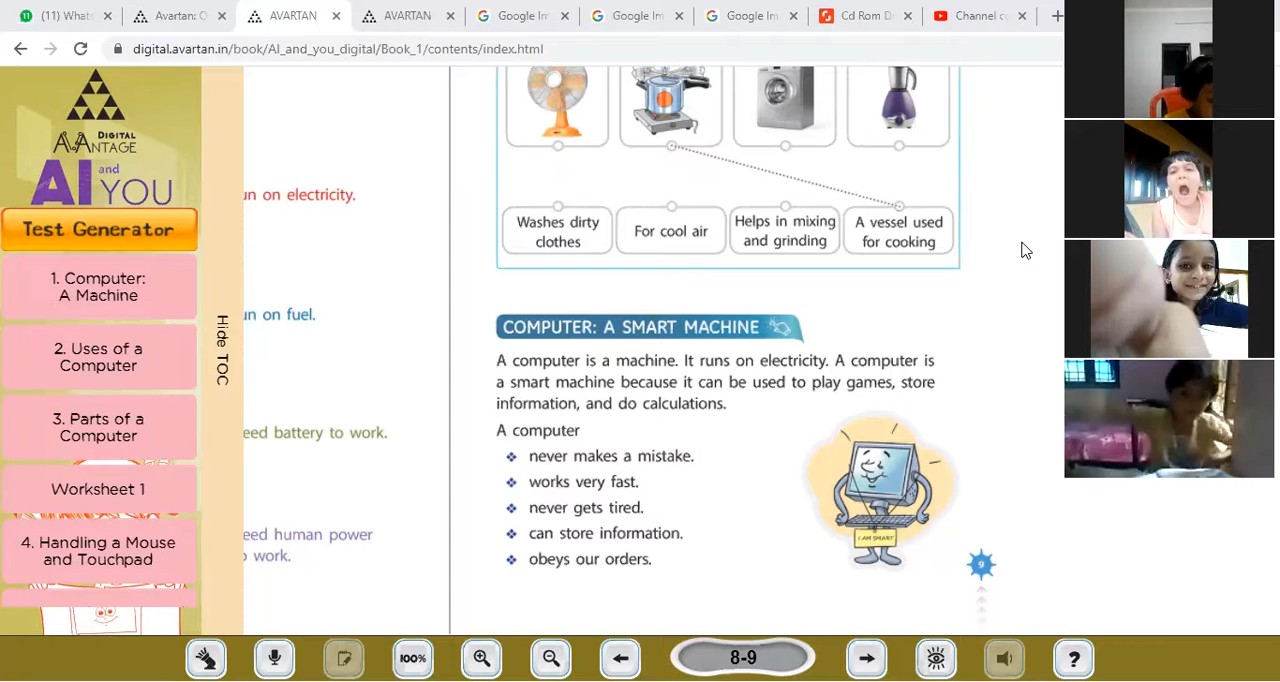 (11) Whats
Avartan: C
AVARTAN
AVARTAN
Google Im
Google Im
Google Im
Cd Rom Di
Channel c
digital.avartan.in/book/AI_and_you_digital/Book_1/contents/index.html
DIGITAL
AVANTAGE
AI and YOU
Test Generator
1. Computer:
A Machine
2. Uses of a
Computer
3. Parts of a
Computer
Worksheet 1
4. Handling a Mouse
and Touchpad
Hide TOC
un on electricity.
un on fuel.
eed battery to work.
eed human power
o work.
Washes dirty
clothes
For cool air
Helps in mixing
and grinding
A vessel used
for cooking
COMPUTER: A SMART MACHINE
A computer is a machine. It runs on electricity. A computer is
a smart machine because it can be used to play games, store
information, and do calculations.
A computer
❖ never makes a mistake.
❖ works very fast.
❖ never gets tired.
❖ can store information.
❖ obeys our orders.
I AM SMART
9
100%
8-9
?